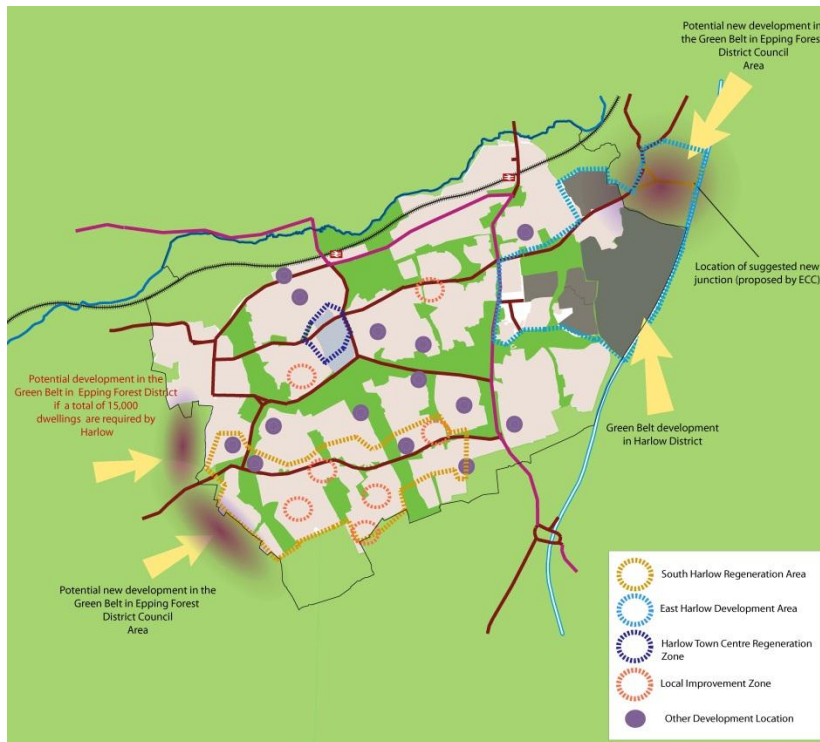 Potential new development in
the Green Belt in Epping Forest
District Council
Area
Location of suggested new
junction (proposed by ECC)
Potential development in the
Green Belt in Epping Forest District
if a total of 15,000
dwellings are required by
Harlow
Green Belt development
in Harlow District
Potential new development in the
Green Belt in Epping Forest
District Council
Area
South Harlow Regeneration Area
East Harlow Development Area
Harlow Town Centre Regeneration
Zone
Local Improvement Zone
Other Development Location